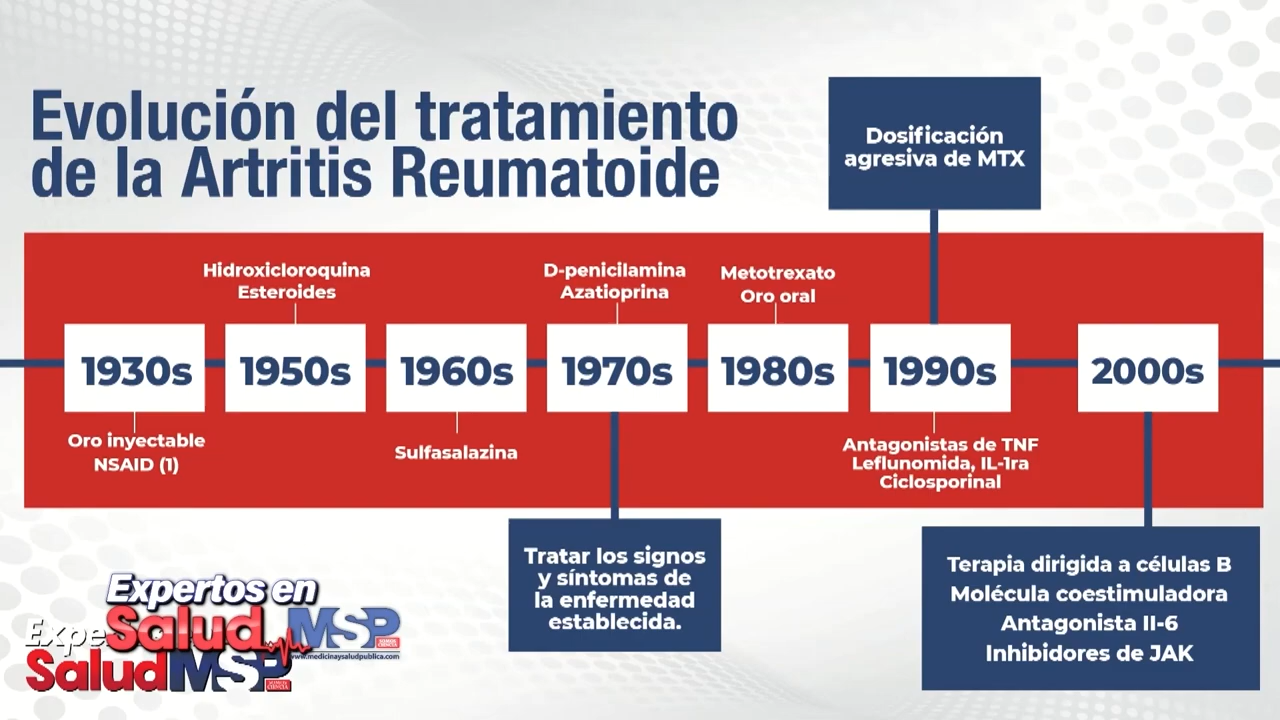 Evolución del tratamiento
de la Artritis Reumatoide
Dosificación
agresiva de MTX
Hidroxicloroquina
Esteroides
D-penicilamina
Azatioprina
Metotrexato
Oro oral
1930s
1950s
1960s
1970s
1980s
1990s
2000s
Oro inyectable
NSAID (1)
Sulfasalazina
Antagonistas de TNF
Leflunomida, IL-1ra
Ciclosporinal
Tratar los signos
y síntomas de
la enfermedad
establecida.
Terapia dirigida a células B
Molécula coestimuladora
Antagonista II-6
Inhibidores de JAK
Expertos en
Salud MSP
www.medicinaysaludpublica.com
Expe
Salud MSP